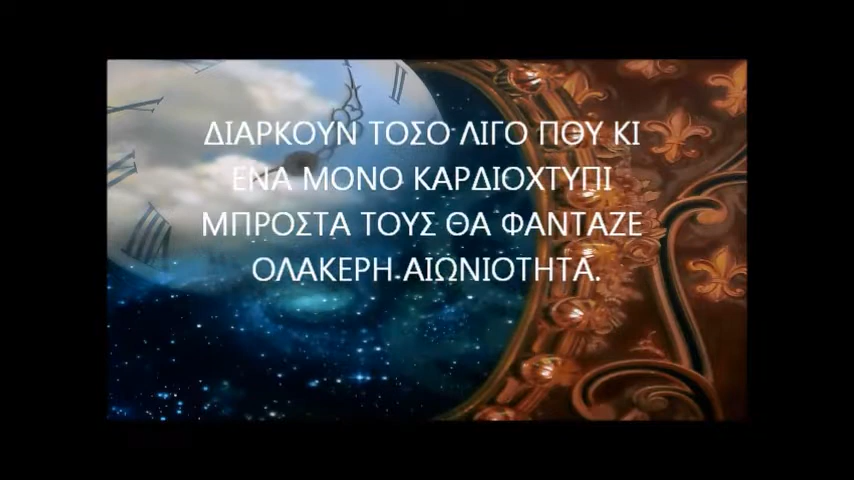 ΔΙΑΡΚΟΥΝ ΤΟΣΟ ΛΙΓΟ ΠΟΥ ΚΙ
ΕΝΑ ΜΟΝΟ ΚΑΡΔΙΟΧΤΥΠΙ
ΜΠΡΟΣΤΑ ΤΟΥΣ ΘΑ ΦΑΝΤΑΖΕ
ΟΛΑΚΕΡΗ ΑΙΩΝΙΟΤΗΤΑ.